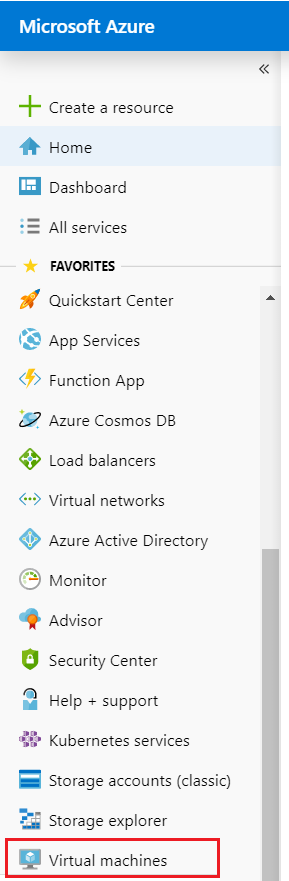 Microsoft Azure
«
Create a resource
Home
Dashboard
All services
FAVORITES
Quickstart Center
App Services
Function App
Azure Cosmos DB
Load balancers
Virtual networks
Azure Active Directory
Monitor
Advisor
Security Center
Help + support
Kubernetes services
Storage accounts (classic)
Storage explorer
Virtual machines